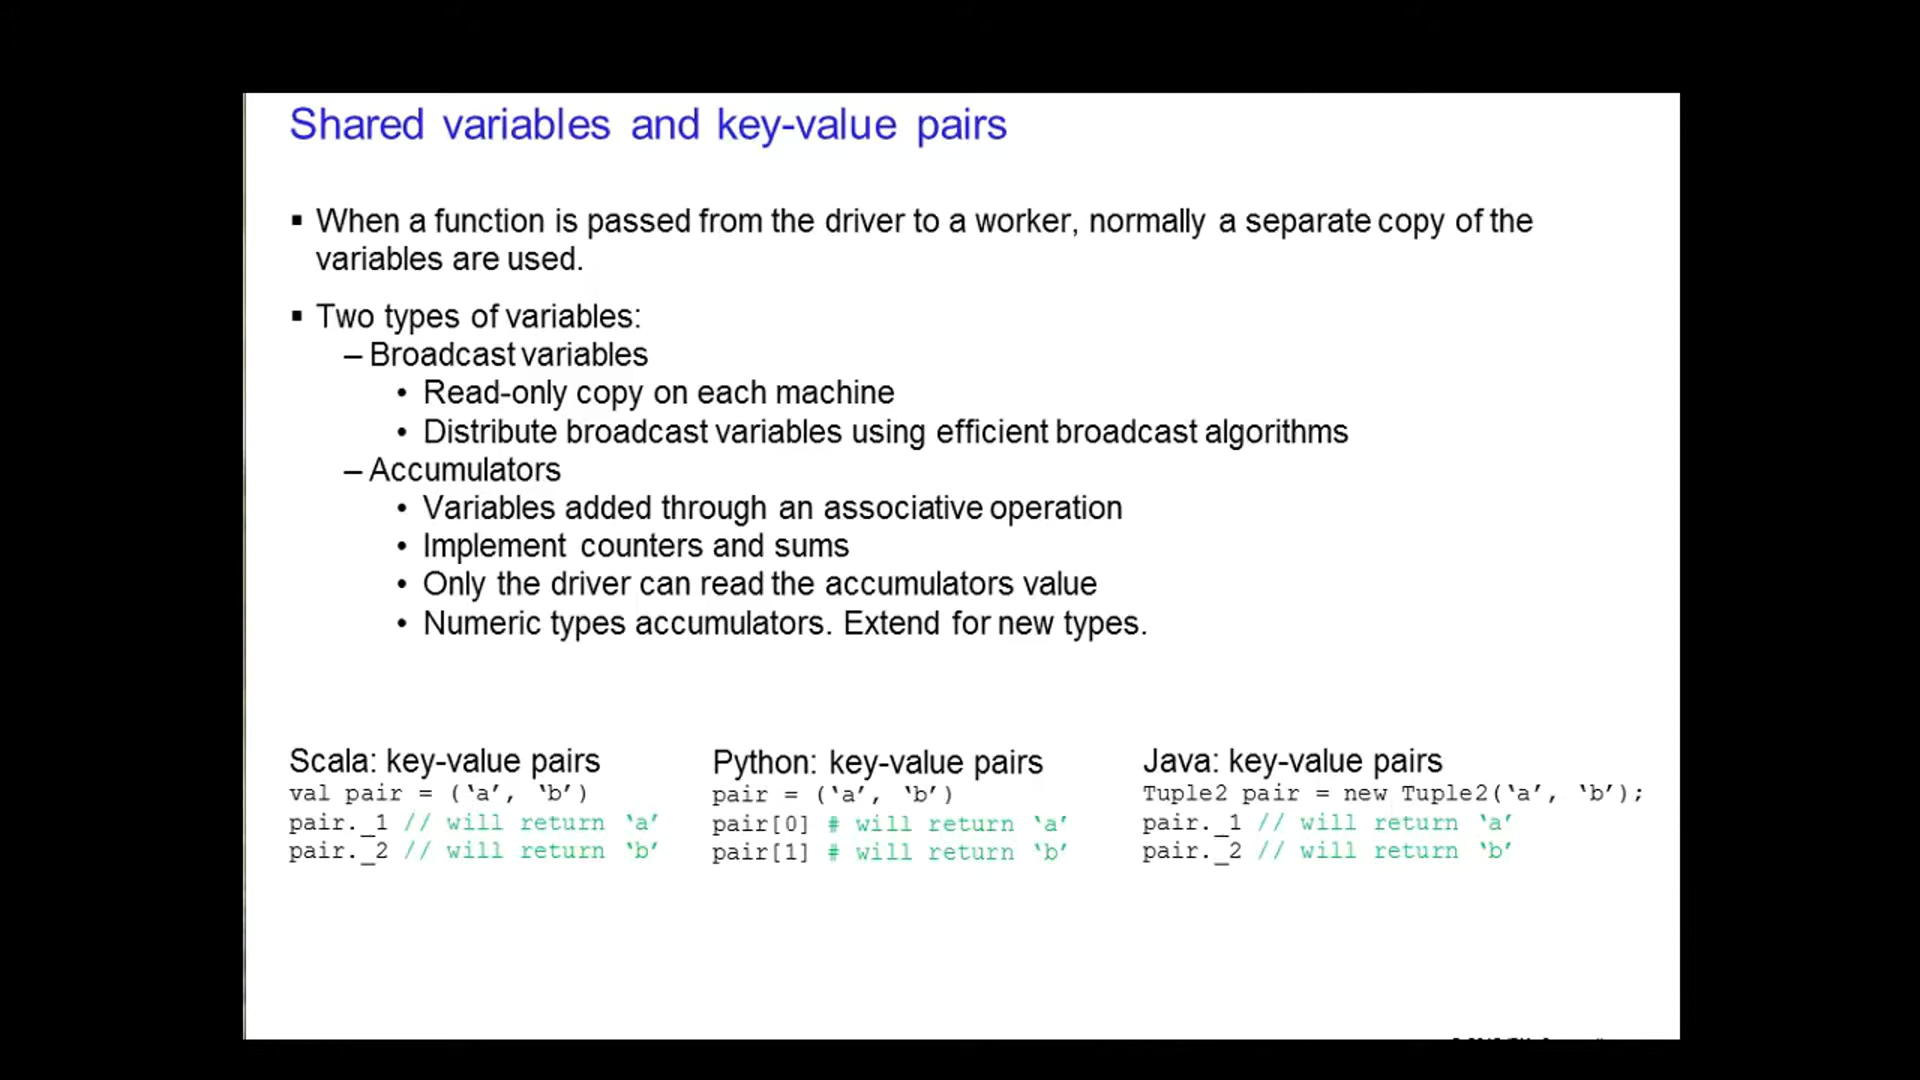 Shared variables and key-value pairs
▪ When a function is passed from the driver to a worker, normally a separate copy of the
variables are used.
▪ Two types of variables:
– Broadcast variables
• Read-only copy on each machine
• Distribute broadcast variables using efficient broadcast algorithms
– Accumulators
• Variables added through an associative operation
• Implement counters and sums
• Only the driver can read the accumulators value
• Numeric types accumulators. Extend for new types.
Scala: key-value pairs
val pair = (‘a’, ‘b’)
pair._1 // will return ‘a’
pair._2 // will return ‘b’
Python: key-value pairs
pair = (‘a’, ‘b’)
pair[0] # will return ‘a’
pair[1] # will return ‘b’
Java: key-value pairs
Tuple2 pair = new Tuple2(‘a’, ‘b’);
pair._1 // will return ‘a’
pair._2 // will return ‘b’